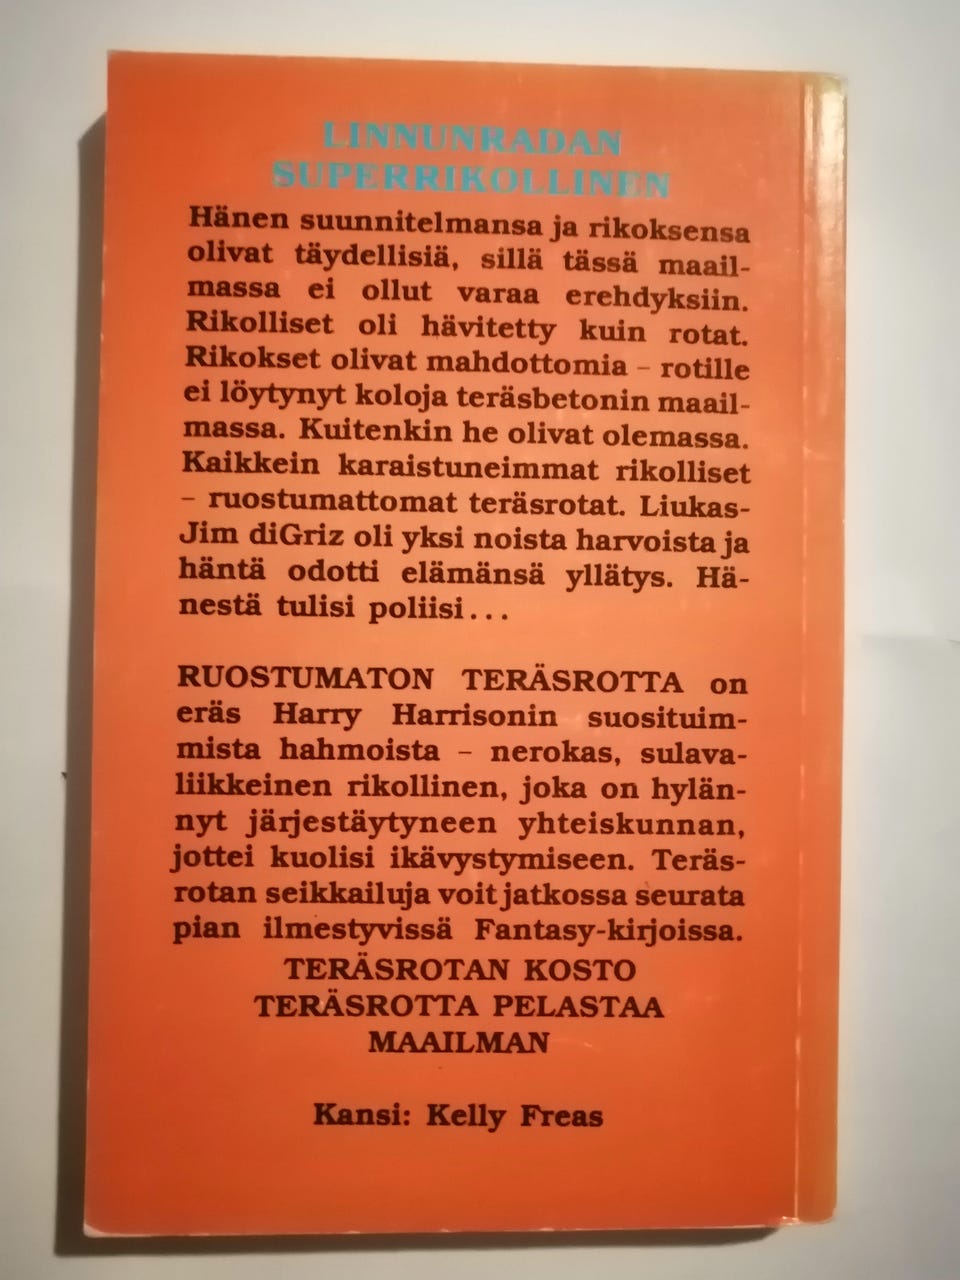 LINNUNRADAN
SUPERRIKOLLINEN
Hänen suunnitelmansa ja rikoksensa
olivat täydellisiä, sillä tässä maail-
massa ei ollut varaa erehdyksiin.
Rikolliset oli hävitetty kuin rotat.
Rikokset olivat mahdottomia – rotille
ei löytynyt koloja teräsbetonin maail-
massa. Kuitenkin he olivat olemassa.
Kaikkein karaistuneimmat rikolliset
– ruostumattomat teräsrotat. Liukas-
Jim diGriz oli yksi noista harvoista ja
häntä odotti elämänsä yllätys. Hä-
nestä tulisi poliisi...
RUOSTUMATON TERÄSROTTA on
eräs Harry Harrisonin suosituim-
mista hahmoista – nerokas, sulava-
liikkeinen rikollinen, joka on hylän-
nyt järjestäytyneen yhteiskunnan,
jottei kuolisi ikävystymiseen. Teräs-
rotan seikkailuja voit jatkossa seurata
pian ilmestyvissä Fantasy-kirjoissa.
TERÄSROTAN KOSTO
TERÄSROTTA PELASTAA
MAAILMAN
Kansi: Kelly Freas